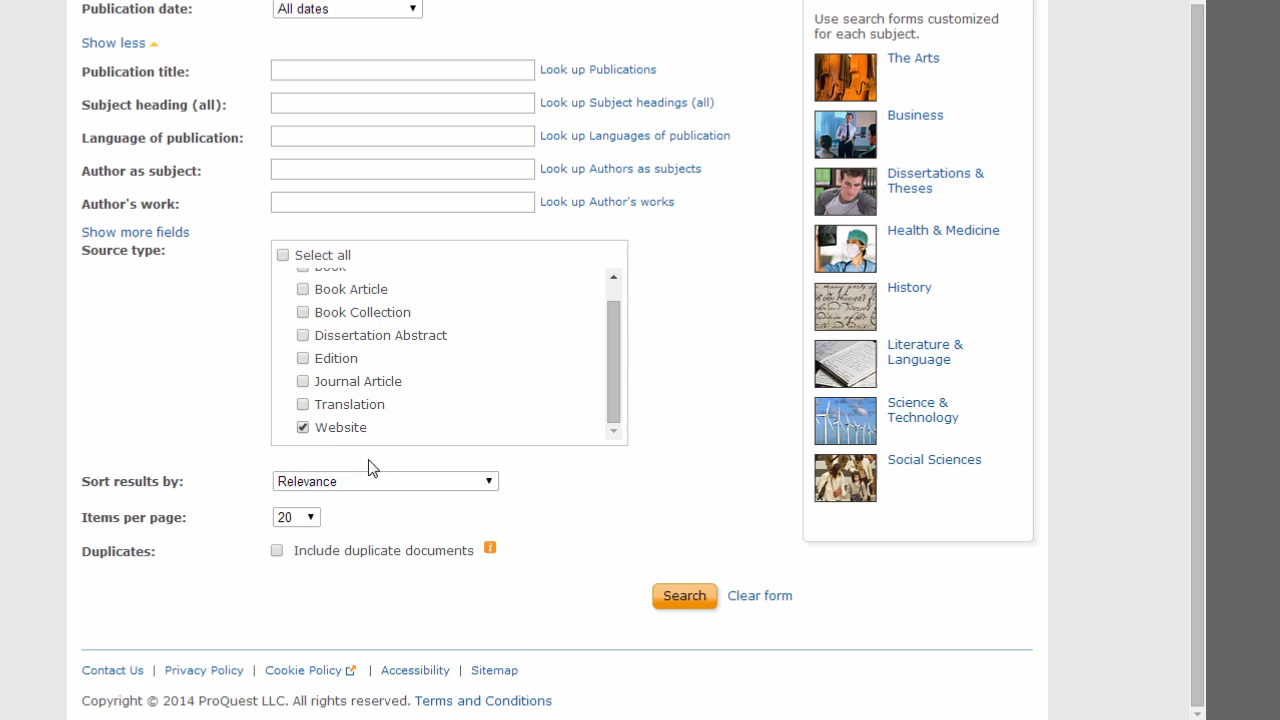 Publication date:
All dates
Show less
Publication title:
Look up Publications
Subject heading (all):
Look up Subject headings (all)
Language of publication:
Look up Languages of publication
Author as subject:
Look up Authors as subjects
Author's work:
Look up Author's works
Show more fields
Source type:
Select all
Book
Book Article
Book Collection
Dissertation Abstract
Edition
Journal Article
Translation
Website
Sort results by:
Relevance
Items per page:
20
Duplicates:
Include duplicate documents
i
Search
Clear form
Use search forms customized
for each subject.
The Arts
Business
Dissertations &
Theses
Health & Medicine
History
Literature &
Language
Science &
Technology
Social Sciences
Contact Us | Privacy Policy | Cookie Policy | Accessibility | Sitemap
Copyright © 2014 ProQuest LLC. All rights reserved. Terms and Conditions